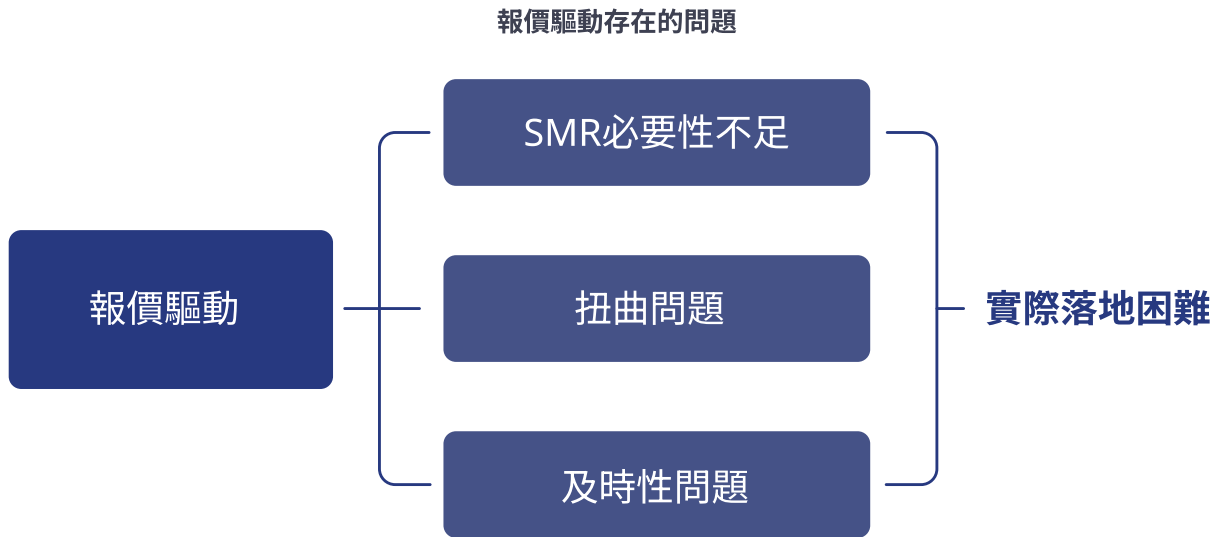 報價驅動存在的問題
SMR必要性不足
報價驅動
扭曲問題
實際落地困難
及時性問題